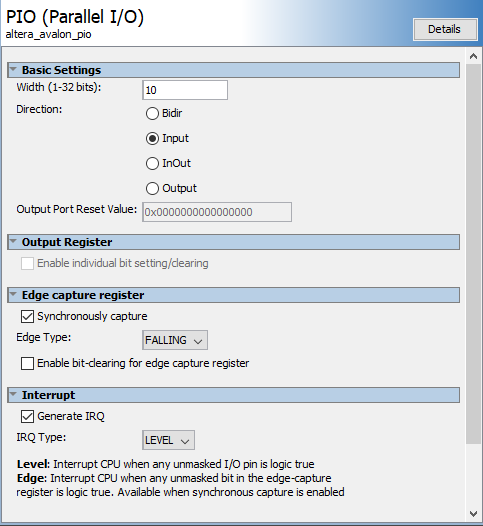 PIO (Parallel I/O)
altera_avalon_pio
Details
Basic Settings
Width (1-32 bits): 10
Direction: Bidir
Input
InOut
Output
Output Port Reset Value: 0x0000000000000000
Output Register
Enable individual bit setting/clearing
Edge capture register
Synchronously capture
Edge Type: FALLING
Enable bit-clearing for edge capture register
Interrupt
Generate IRQ
IRQ Type: LEVEL
Level: Interrupt CPU when any unmasked I/O pin is logic true
Edge: Interrupt CPU when any unmasked bit in the edge-capture
register is logic true. Available when synchronous capture is enabled